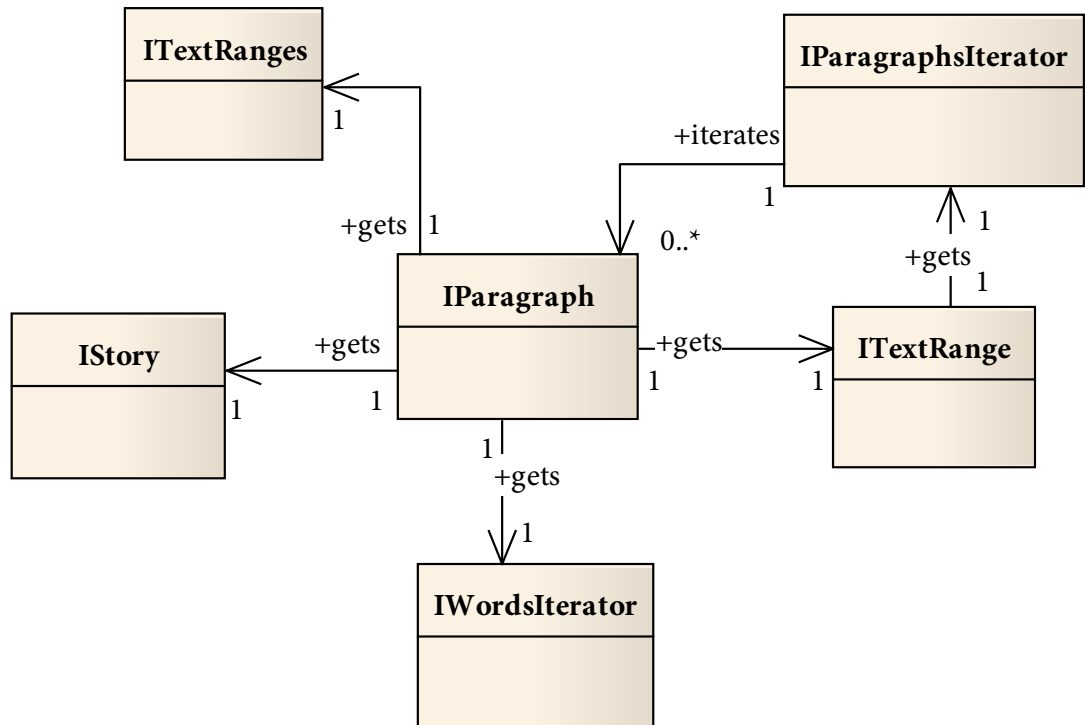 ITextRanges
IParagraphsIterator
1
+iterates
1
+gets
1
0..*
1
+gets
1
IParagraph
IStory
+gets
1
1
+gets
1
1
ITextRange
1
+gets
1
IWordsIterator